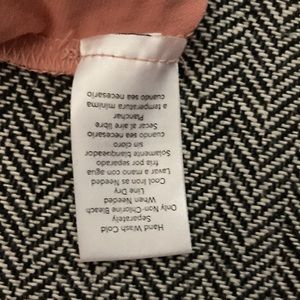 Hand Wash Cold
Separately
Only Non-Chlorine Bleach
When Needed
Line Dry
Cool Iron as Needed
Lavar a mano con agua
fria por separado
Solamente blanqueador
sin cloro
cuando sea necesario
Secar al aire libre
Planchar
a temperatura minima
cuando sea necesario